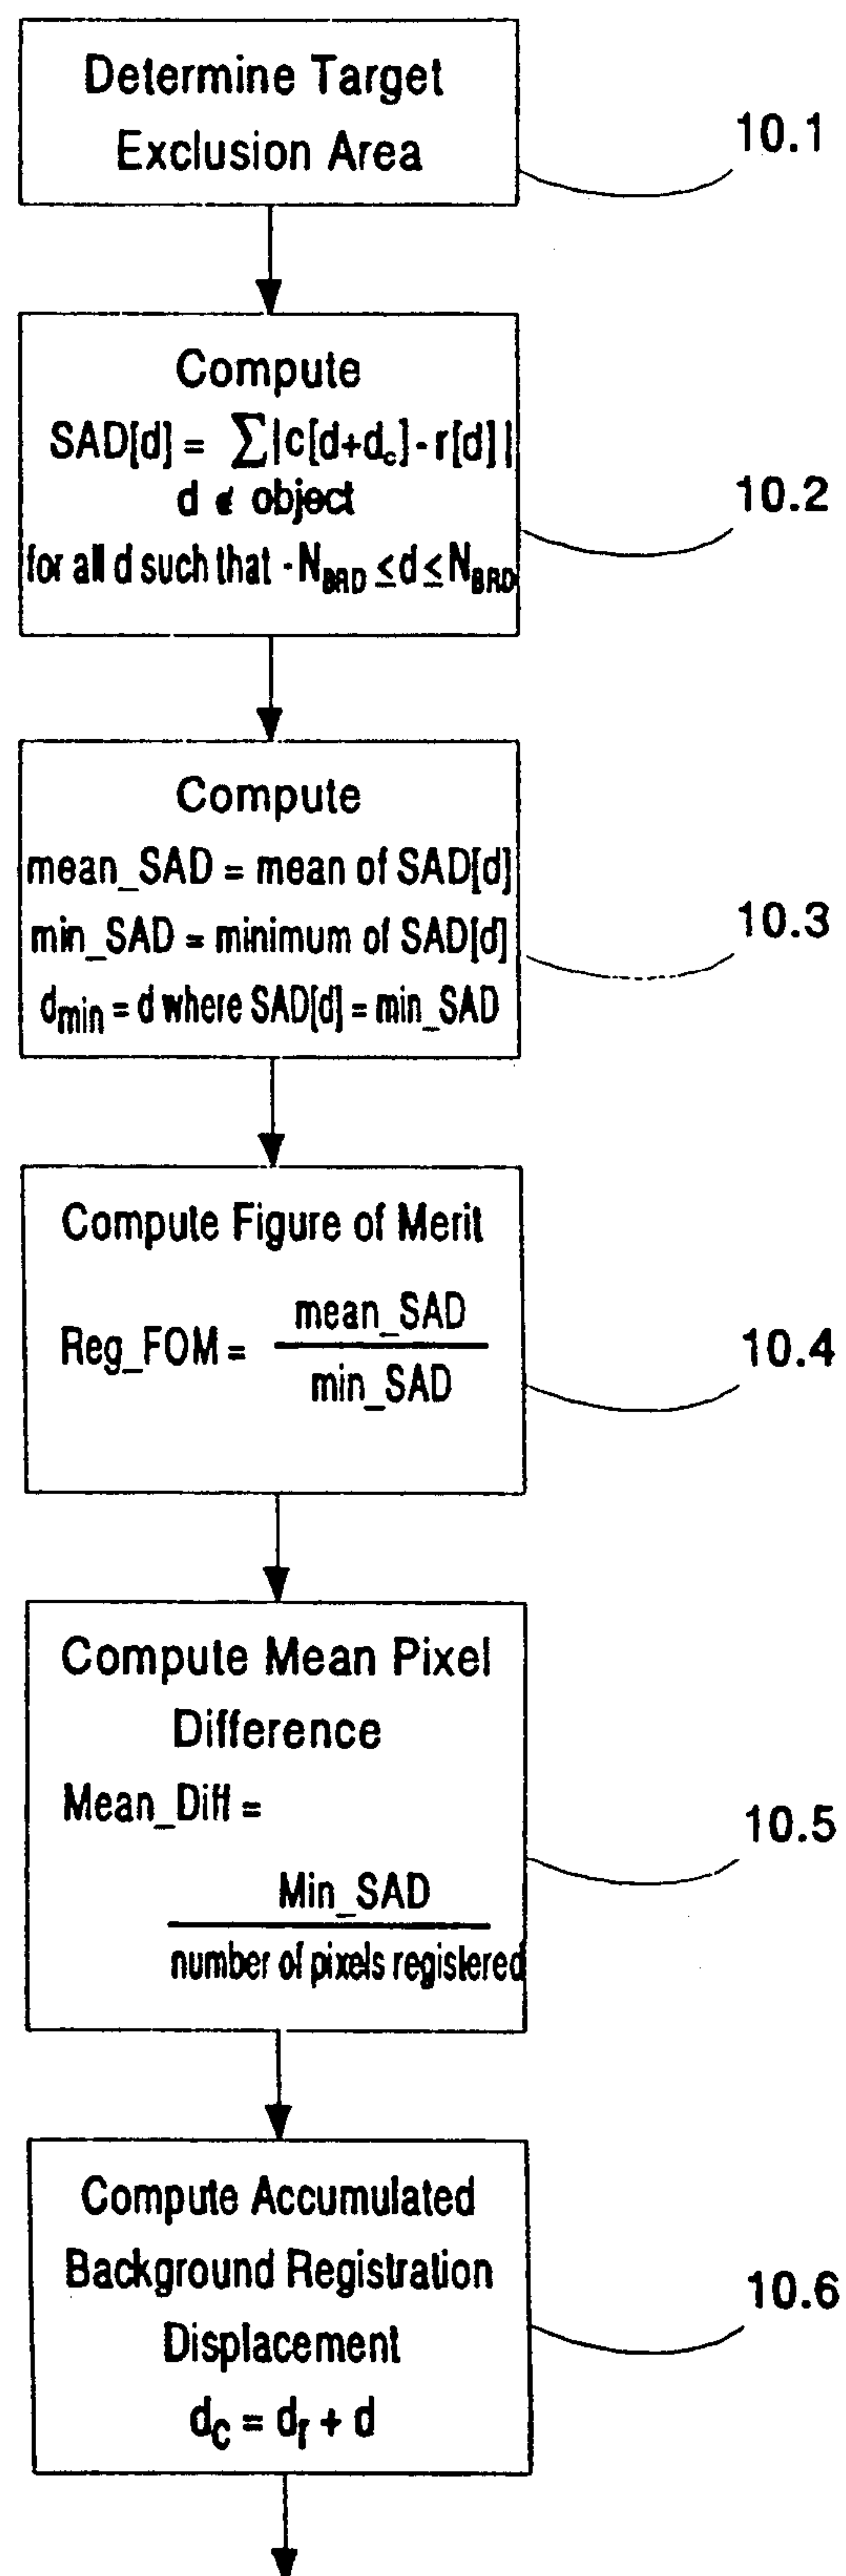 Determine Target
Exclusion Area
10.1
Compute
SAD[d] = ∑|c[d+d_c] - r[d]|
d ∉ object
for all d such that -N_BRD ≤ d ≤ N_BRD
10.2
Compute
mean_SAD = mean of SAD[d]
min_SAD = minimum of SAD[d]
d_min = d where SAD[d] = min_SAD
10.3
Compute Figure of Merit
Reg_FOM =
mean_SAD
min_SAD
10.4
Compute Mean Pixel
Difference
Mean_Diff =
Min_SAD
number of pixels registered
10.5
Compute Accumulated
Background Registration
Displacement
d_c = d_r + d
10.6